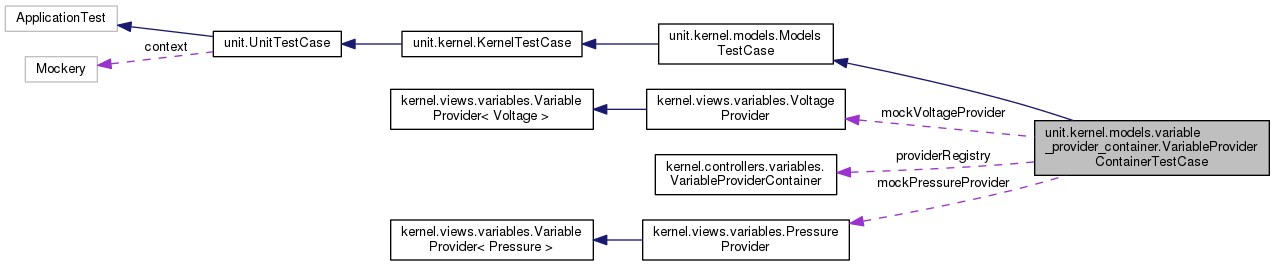 ApplicationTest
context
Mockery
unit.UnitTestCase
unit.kernel.KernelTestCase
unit.kernel.models.Models
TestCase
kernel.views.variables.Variable
Provider< Voltage >
kernel.views.variables.Voltage
Provider
mockVoltageProvider
unit.kernel.models.variable
_provider_container.VariableProvider
ContainerTestCase
kernel.controllers.variables.
VariableProviderContainer
providerRegistry
mockPressureProvider
kernel.views.variables.Variable
Provider< Pressure >
kernel.views.variables.Pressure
Provider